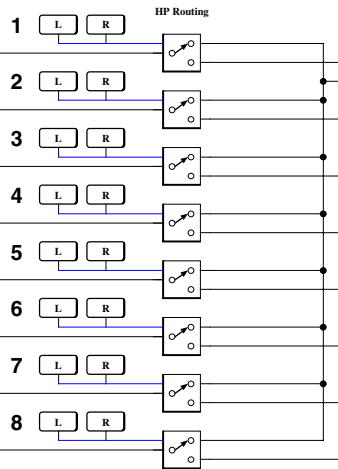 HP Routing
1 L R
2 L R
3 L R
4 L R
5 L R
6 L R
7 L R
8 L R